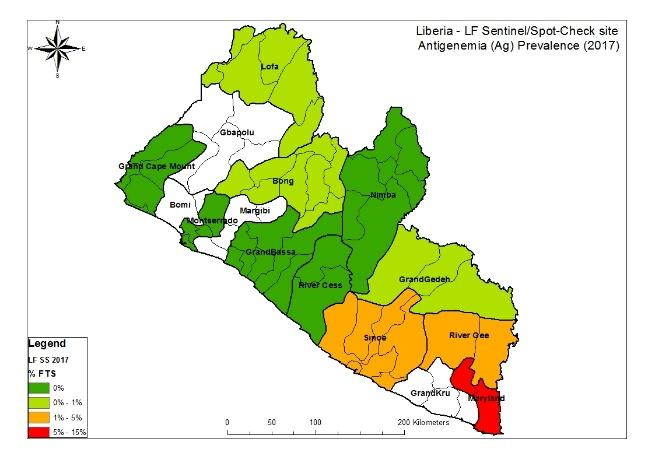 Liberia - LF Sentinel/Spot-Check site
Antigenemia (Ag) Prevalence (2017)
N
W
E
S
Lofa
Gbapolu
Grand Cape Mount
Bong
Nimba
Bomi
Margibi
Montserrado
GrandBassa
River Cess
GrandGedeh
Sinoe
River Gee
GrandKru
Maryland
Legend
LF SS 2017
% FTS
0%
0% - 1%
1% - 5%
5% - 15%
0 50 100 200 Kilometers